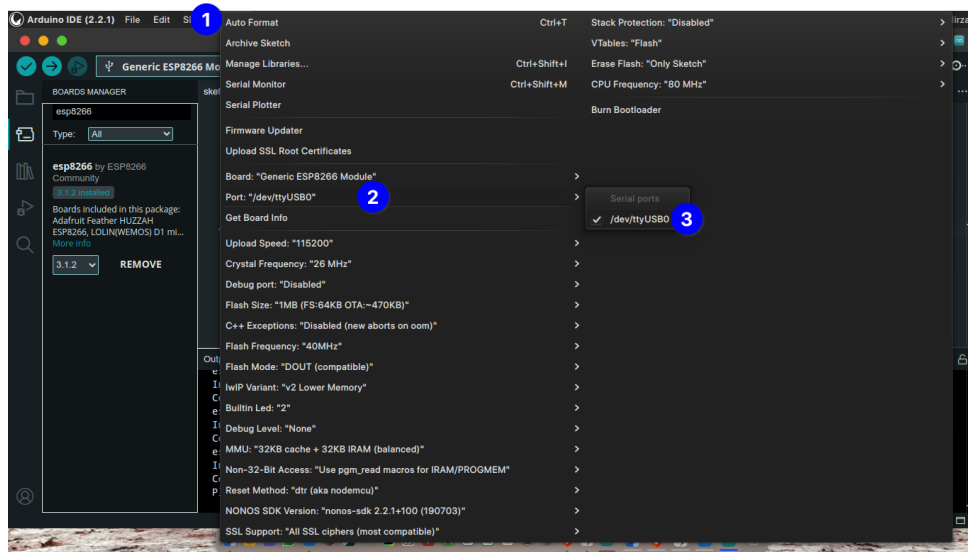 Arduino IDE (2.2.1) File Edit
1
Generic ESP8266 Mo
BOARDS MANAGER
esp8266
Type: All
esp8266 by ESP8266
Community
3.1.2 installed
Boards included in this package:
Adafruit Feather HUZZAH
ESP8266, LOLIN(WEMOS) D1 mi...
More info
3.1.2 REMOVE
Auto Format Ctrl+T
Archive Sketch
Manage Libraries... Ctrl+Shift+I
Serial Monitor Ctrl+Shift+M
Serial Plotter
Firmware Updater
Upload SSL Root Certificates
Board: "Generic ESP8266 Module"
Port: "/dev/ttyUSB0" 2
Get Board Info
Upload Speed: "115200"
Crystal Frequency: "26 MHz"
Debug port: "Disabled"
Flash Size: "1MB (FS:64KB OTA:~470KB)"
C++ Exceptions: "Disabled (new aborts on oom)"
Flash Frequency: "40MHz"
Flash Mode: "DOUT (compatible)"
lwIP Variant: "v2 Lower Memory"
Builtin Led: "2"
Debug Level: "None"
MMU: "32KB cache + 32KB IRAM (balanced)"
Non-32-Bit Access: "Use pgm_read macros for IRAM/PROGMEM"
Reset Method: "dtr (aka nodemcu)"
NONOS SDK Version: "nonos-sdk 2.2.1+100 (190703)"
SSL Support: "All SSL ciphers (most compatible)"
Stack Protection: "Disabled"
VTables: "Flash"
Erase Flash: "Only Sketch"
CPU Frequency: "80 MHz"
Burn Bootloader
Serial ports
/dev/ttyUSB0 3